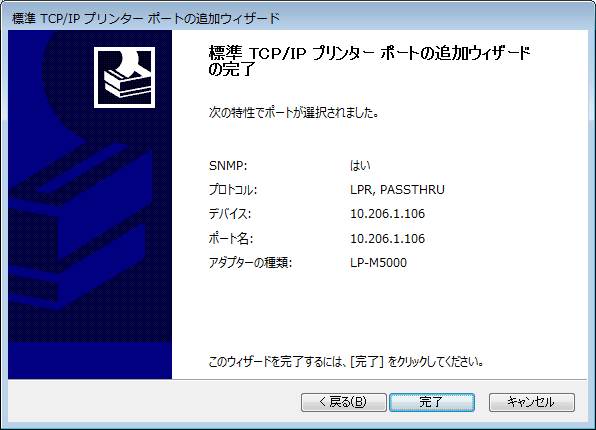 標準 TCP/IP プリンター ポートの追加ウィザード
標準 TCP/IP プリンター ポートの追加ウィザード
の完了
次の特性でポートが選択されました。
SNMP: はい
プロトコル: LPR, PASSTHRU
デバイス: 10.206.1.106
ポート名: 10.206.1.106
アダプターの種類: LP-M5000
このウィザードを完了するには、[完了] をクリックしてください。
< 戻る(B) 完了 キャンセル